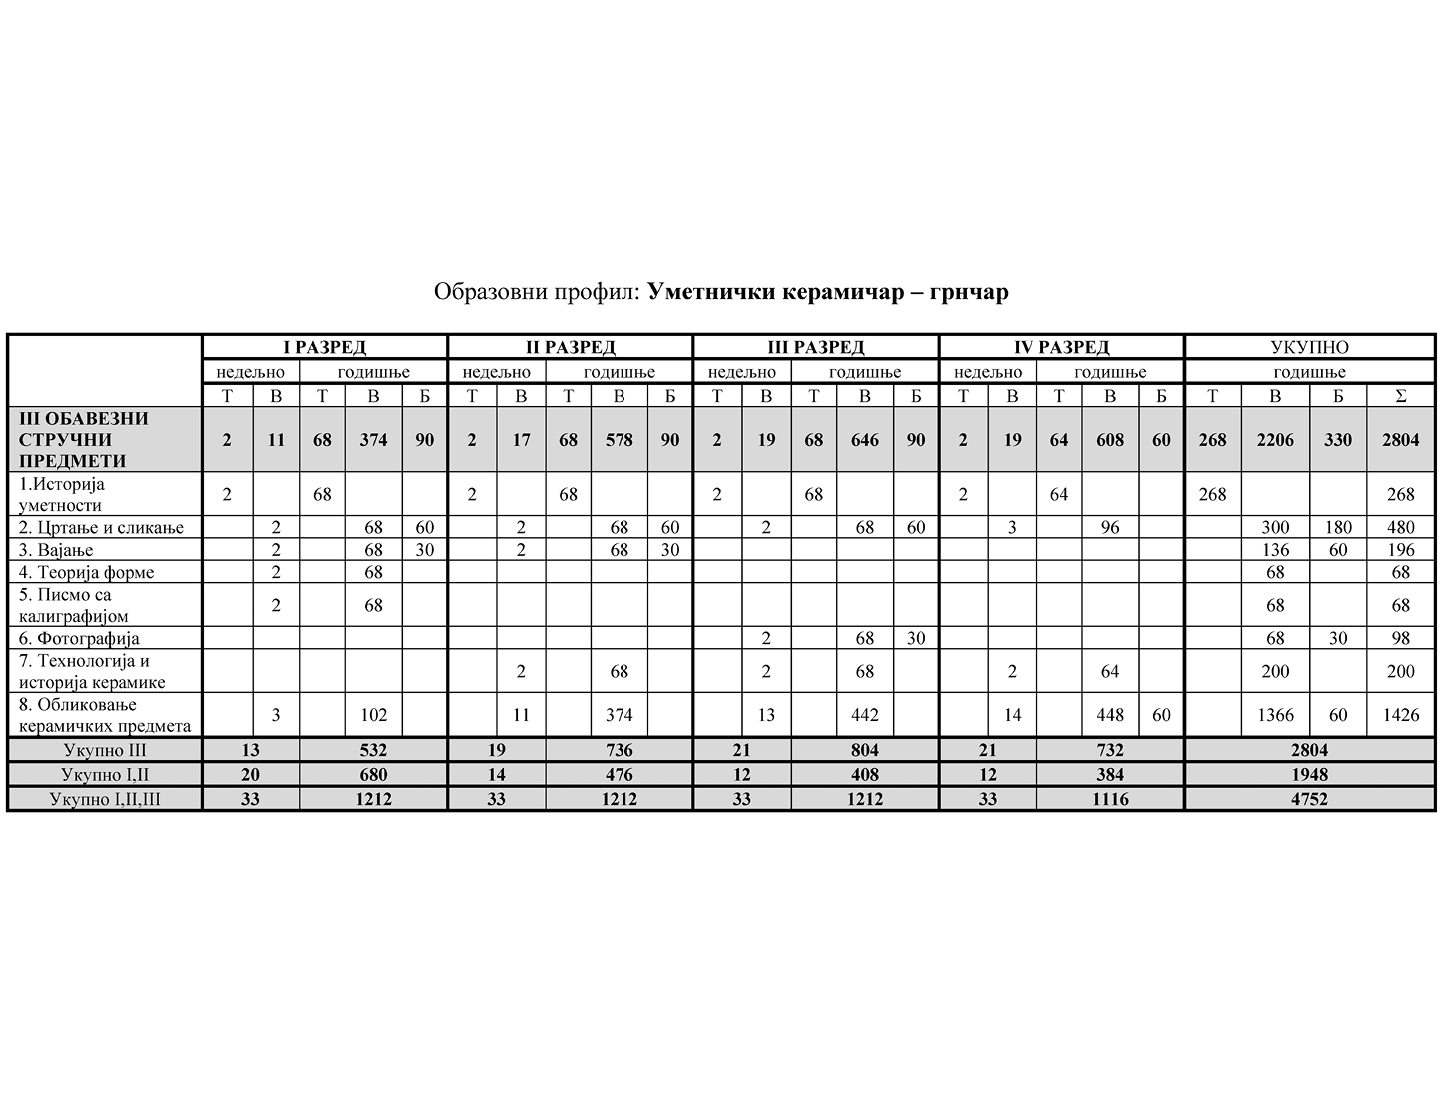 Образовни профил: Уметнички керамичар – грнчар
I РАЗРЕД II РАЗРЕД III РАЗРЕД IV РАЗРЕД УКУПНО
недељно годишње недељно годишње недељно годишње недељно годишње годишње
Т В Т В Б Т В Т В Б Т В Т В Б Т В Т В Б Т В Б Σ
III ОБАВЕЗНИ
СТРУЧНИ
ПРЕДМЕТИ
2 11 68 374 90 2 17 68 578 90 2 19 68 646 90 2 19 64 608 60 268 2206 330 2804
1.Историја
уметности
2 68 2 68 2 68 2 64 268 268
2. Цртање и сликање 2 68 60 2 68 60 2 68 60 3 96 300 180 480
3. Вајање 2 68 30 2 68 30 136 60 196
4. Теорија форме 2 68 68 68
5. Писмо са
калиграфијом
2 68 68 68
6. Фотографија 2 68 30 68 30 98
7. Технологија и
историја керамике
2 68 2 68 2 64 200 200
8. Обликовање
керамичких предмета
3 102 11 374 13 442 14 448 60 1366 60 1426
Укупно III 13 532 19 736 21 804 21 732 2804
Укупно I,II 20 680 14 476 12 408 12 384 1948
Укупно I,II,III 33 1212 33 1212 33 1212 33 1116 4752